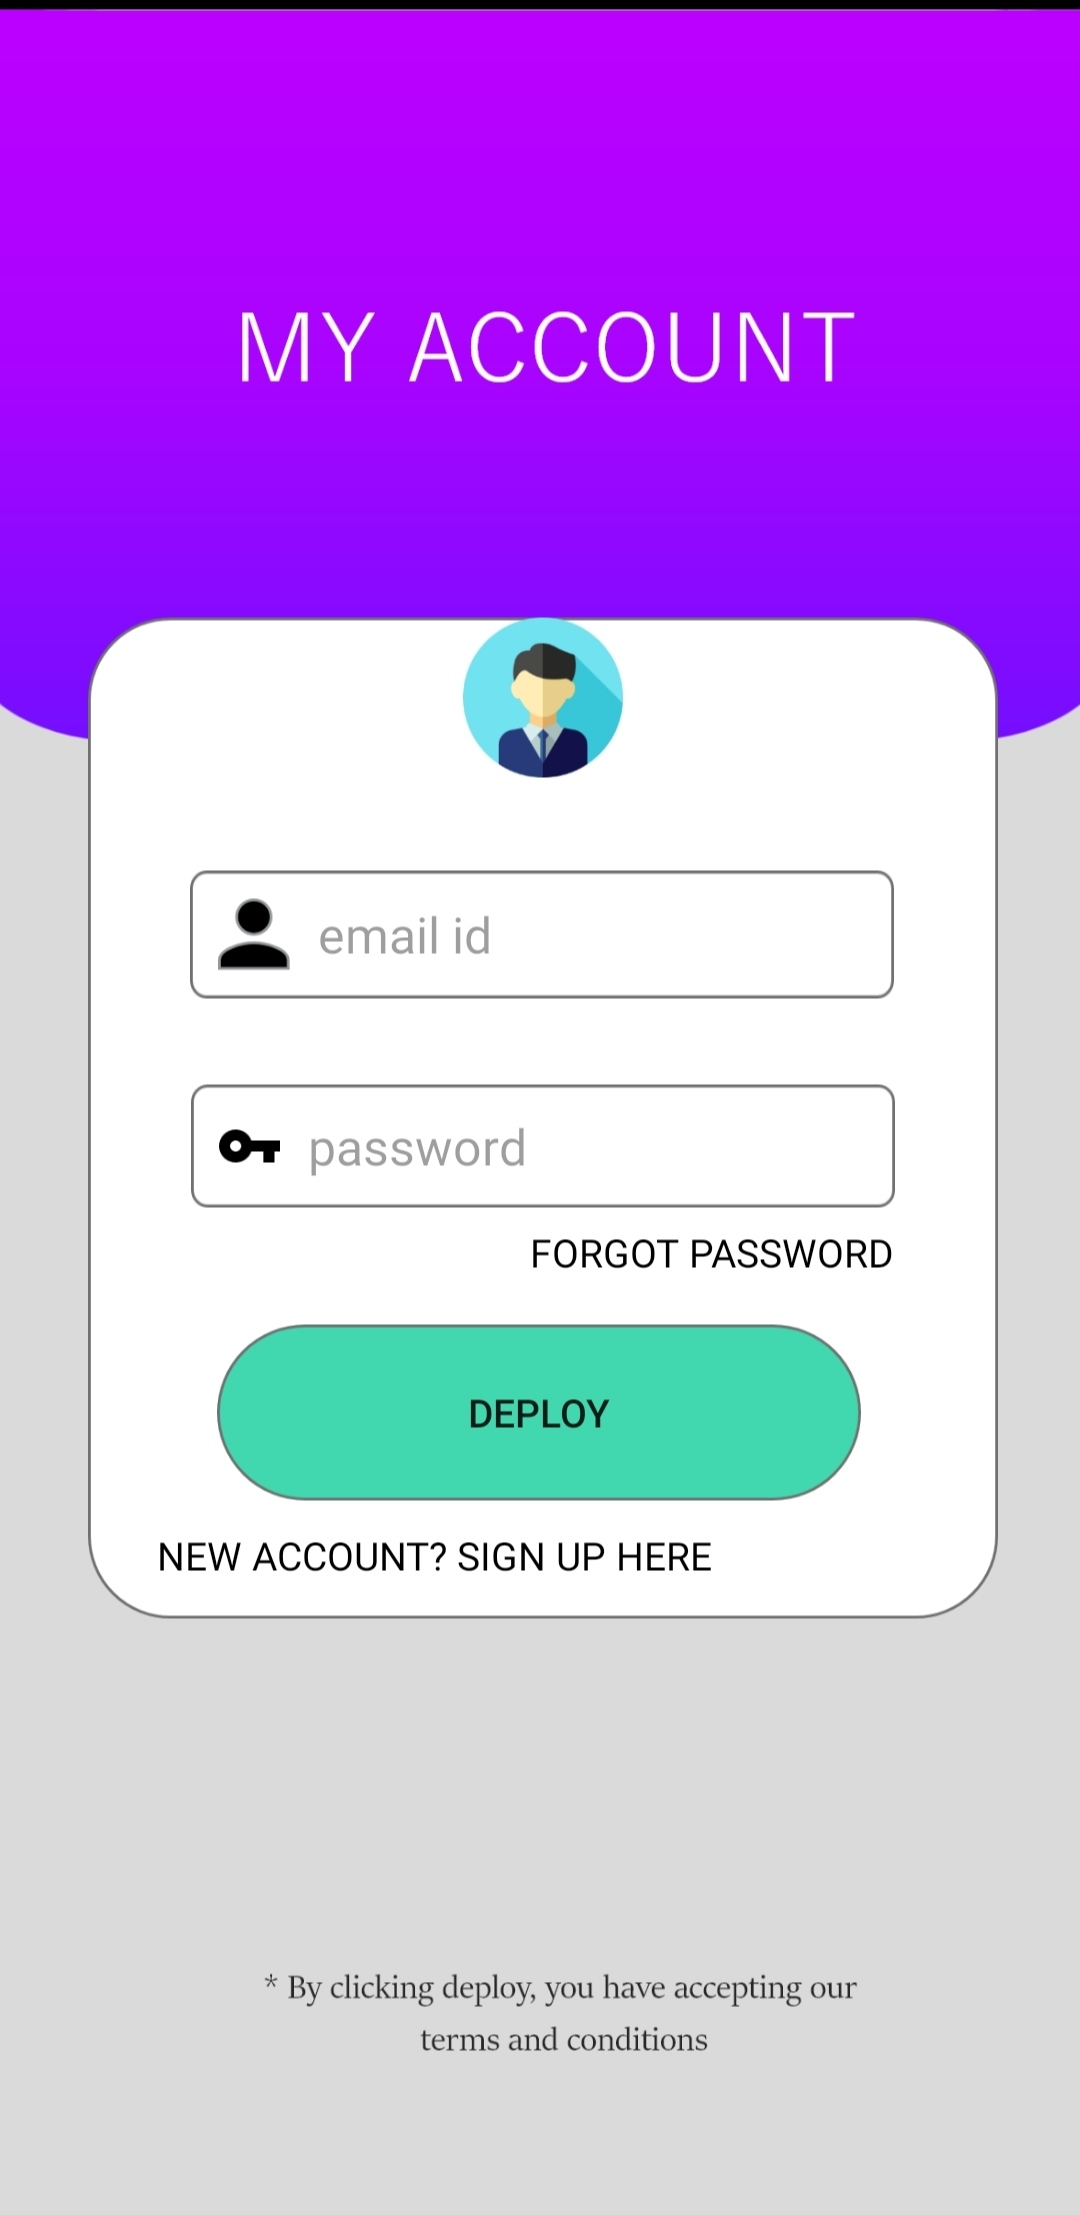 MY ACCOUNT
email id
password
FORGOT PASSWORD
DEPLOY
NEW ACCOUNT? SIGN UP HERE
* By clicking deploy, you have accepting our
terms and conditions